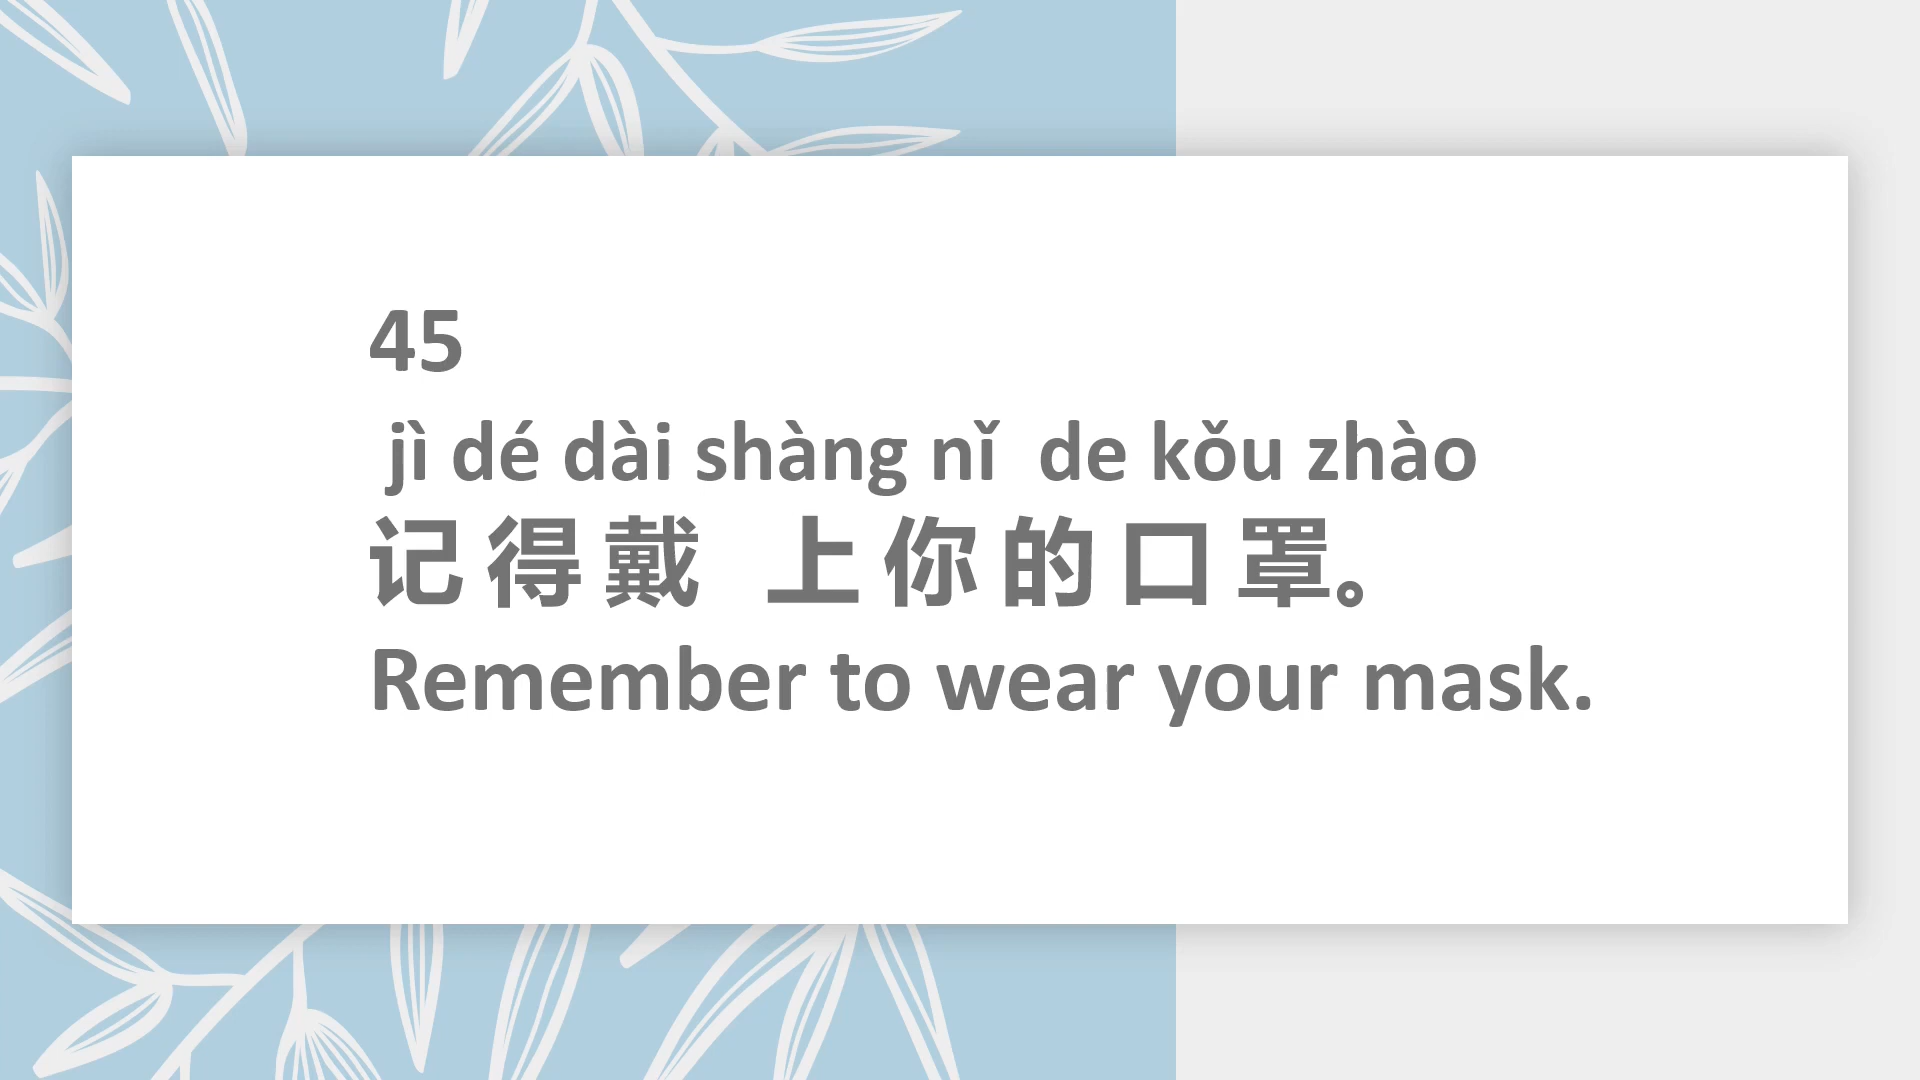 45
jì dé dài shàng nǐ  de kǒu zhào
记 得 戴  上 你 的 口 罩。
Remember to wear your mask.